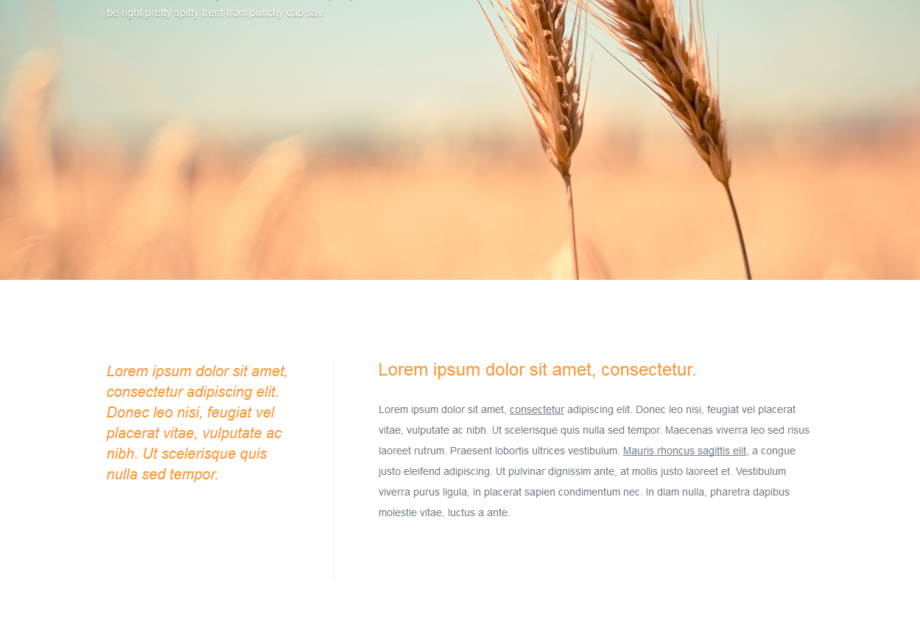 be right pretty spiffy trent from punchy cab sav.
Lorem ipsum dolor sit amet,
consectetur adipiscing elit.
Donec leo nisi, feugiat vel
placerat vitae, vulputate ac
nibh. Ut scelerisque quis
nulla sed tempor.
Lorem ipsum dolor sit amet, consectetur.
Lorem ipsum dolor sit amet, consectetur adipiscing elit. Donec leo nisi, feugiat vel placerat
vitae, vulputate ac nibh. Ut scelerisque quis nulla sed tempor. Maecenas viverra leo sed risus
laoreet rutrum. Praesent lobortis ultrices vestibulum. Mauris rhoncus sagittis elit, a congue
justo eleifend adipiscing. Ut pulvinar dignissim ante, at mollis justo laoreet et. Vestibulum
viverra purus ligula, in placerat sapien condimentum nec. In diam nulla, pharetra dapibus
molestie vitae, luctus a ante.